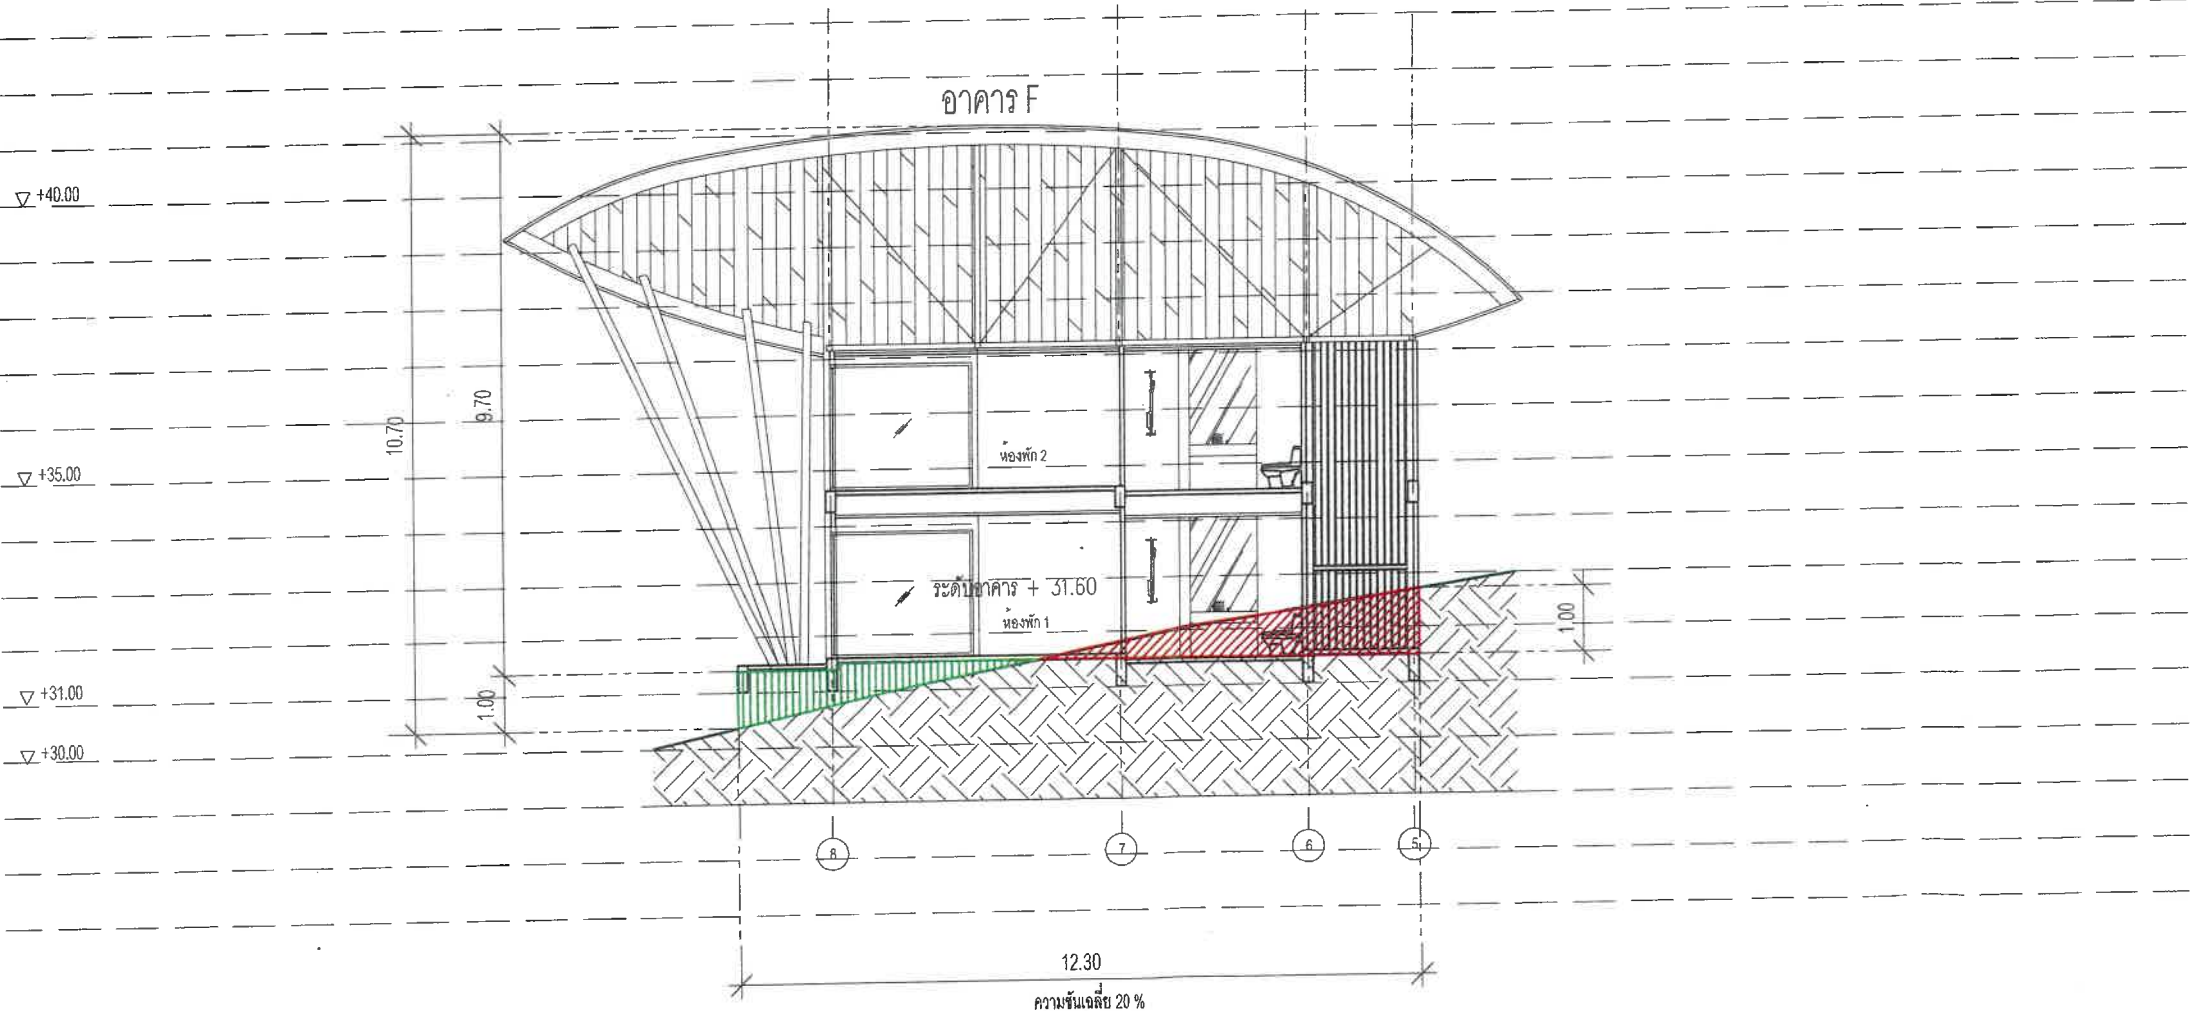 อาคาร F
▽ +40.00
10.70
9.70
▽ +35.00
ห้องพัก 2
ระดับอาคาร + 31.60
ห้องพัก 1
1.00
▽ +31.00
1.00
▽ +30.00
8
7
6
5
12.30
ความชันเฉลี่ย 20 %